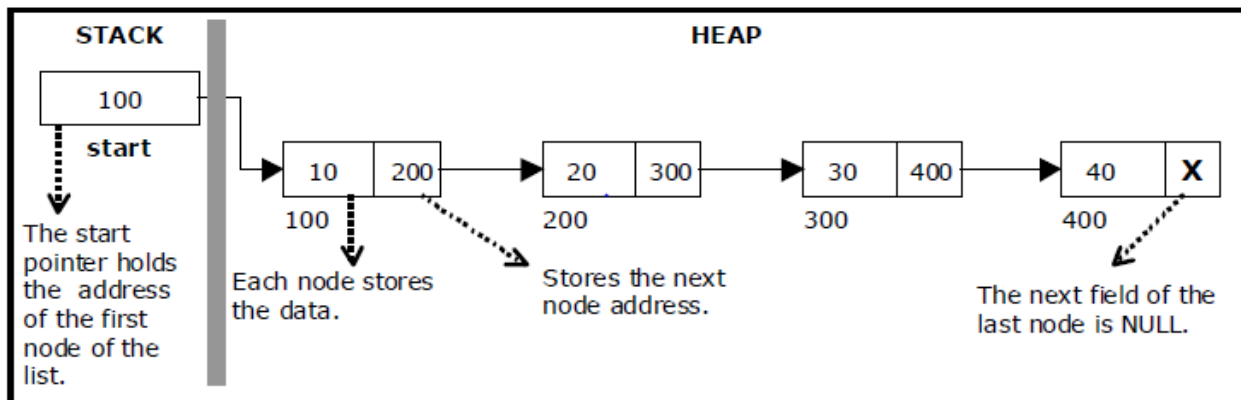 STACK
HEAP
100
start
10 200
20 300
30 400
40 X
100
200
300
400
The start
pointer holds
the address
of the first
node of the
list.
Each node stores
the data.
Stores the next
node address.
The next field of the
last node is NULL.